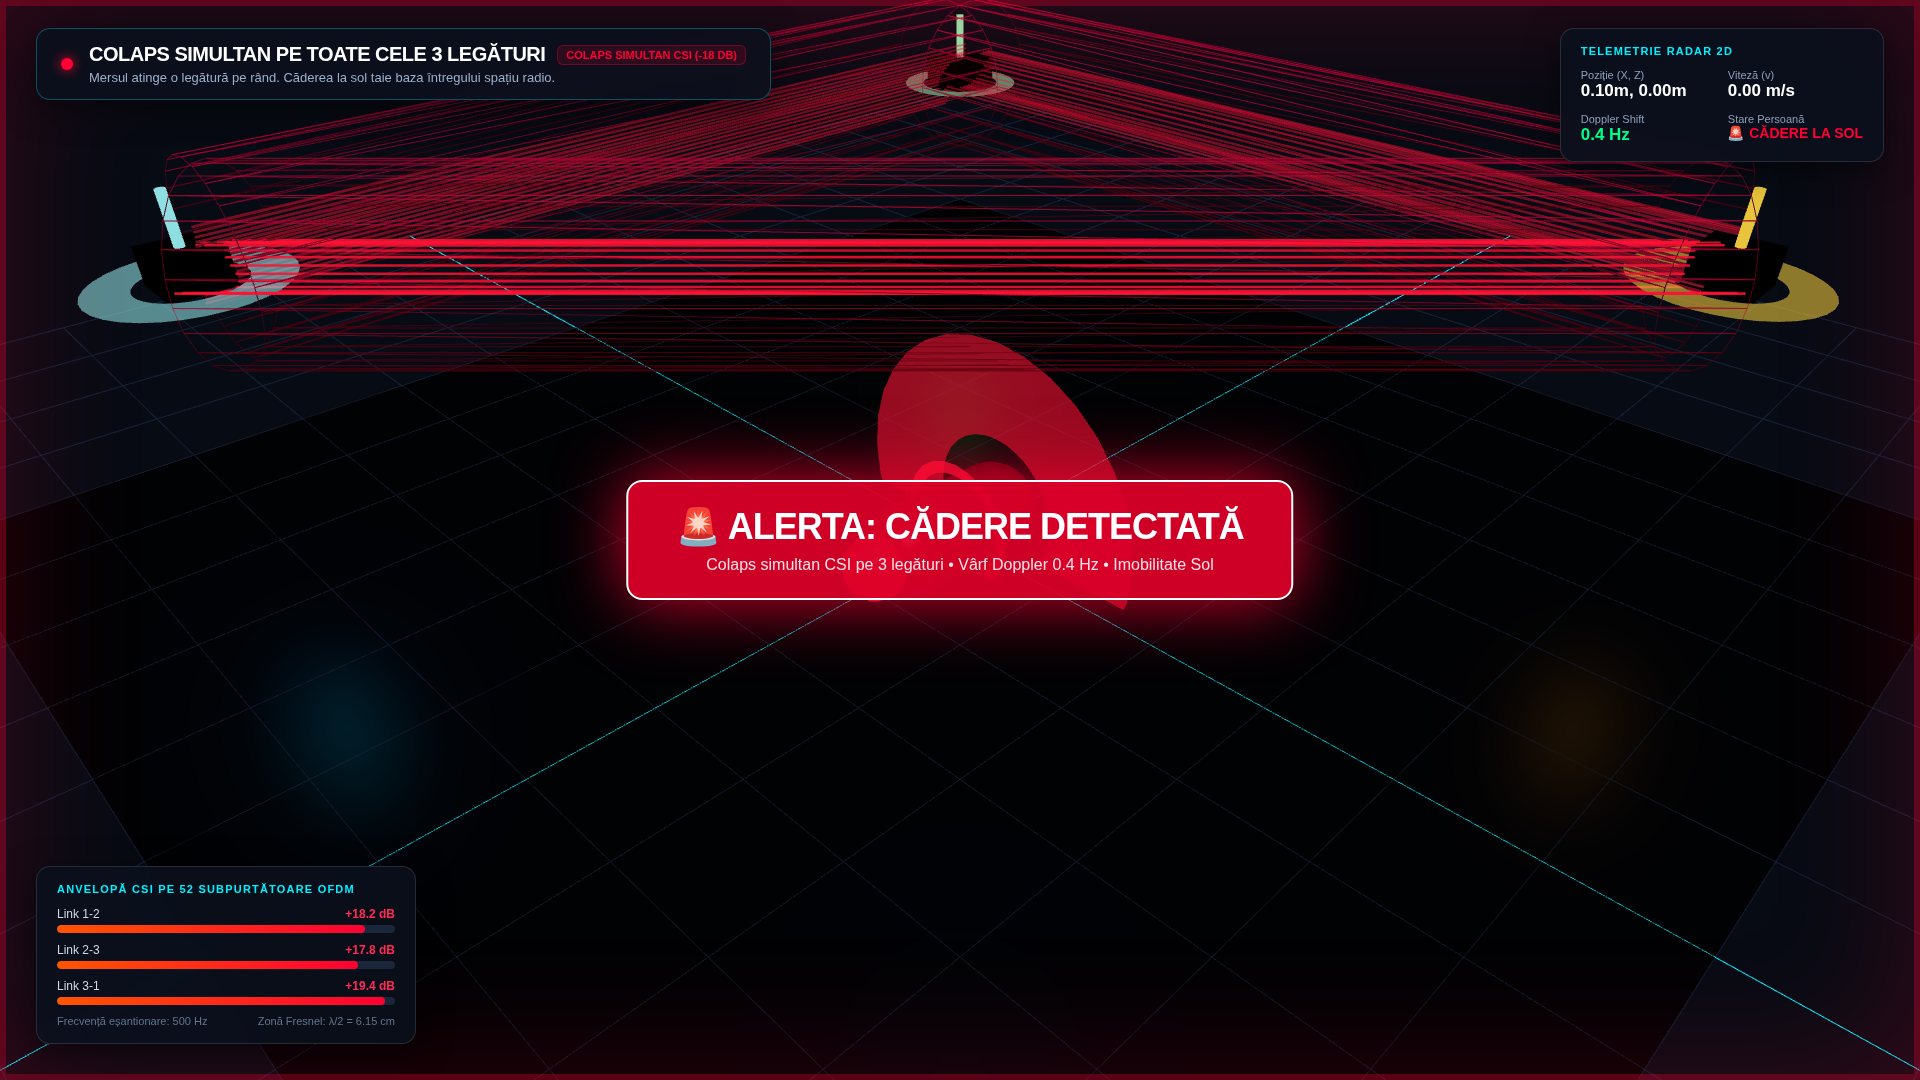 COLAPS SIMULTAN PE TOATE CELE 3 LEGĂTURI COLAPS SIMULTAN CSI (-18 DB)
Mersul atinge o legătură pe rând. Căderea la sol taie baza întregului spațiu radio.
TELEMETRIE RADAR 2D
Poziție (X, Z) Viteză (v)
0.10m, 0.00m 0.00 m/s
Doppler Shift Stare Persoană
0.4 Hz 🚨 CĂDERE LA SOL
🚨 ALERTA: CĂDERE DETECTATĂ
Colaps simultan CSI pe 3 legături • Vârf Doppler 0.4 Hz • Imobilitate Sol
ANVELOPĂ CSI PE 52 SUBPURTĂTOARE OFDM
Link 1-2 +18.2 dB
Link 2-3 +17.8 dB
Link 3-1 +19.4 dB
Frecvență eșantionare: 500 Hz Zonă Fresnel: λ/2 = 6.15 cm